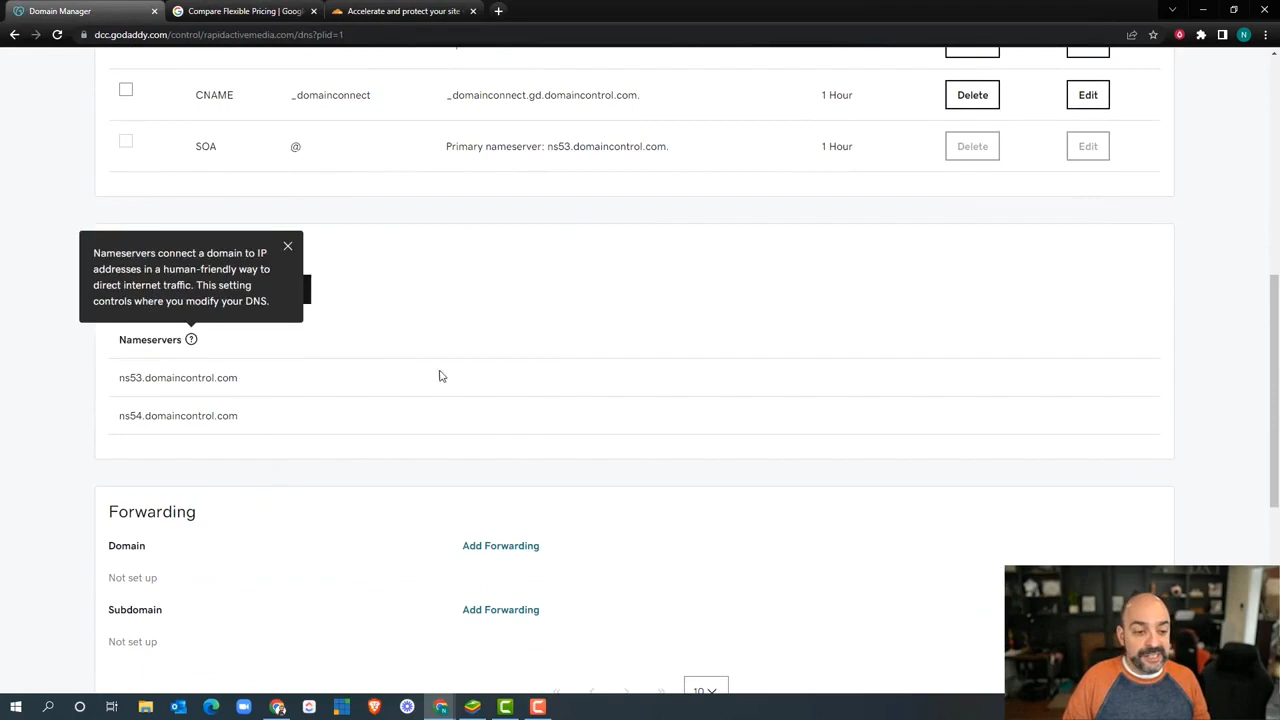 Domain Manager
Compare Flexible Pricing | Googl
Accelerate and protect your site
dcc.godaddy.com/control/rapidactivemedia.com/dns?plid=1
N
CNAME _domainconnect _domainconnect.gd.domaincontrol.com. 1 Hour Delete Edit
SOA @ Primary nameserver: ns53.domaincontrol.com. 1 Hour Delete Edit
Nameservers connect a domain to IP
addresses in a human-friendly way to
direct internet traffic. This setting
controls where you modify your DNS.
Nameservers ?
ns53.domaincontrol.com
ns54.domaincontrol.com
Forwarding
Domain Add Forwarding
Not set up
Subdomain Add Forwarding
Not set up
10